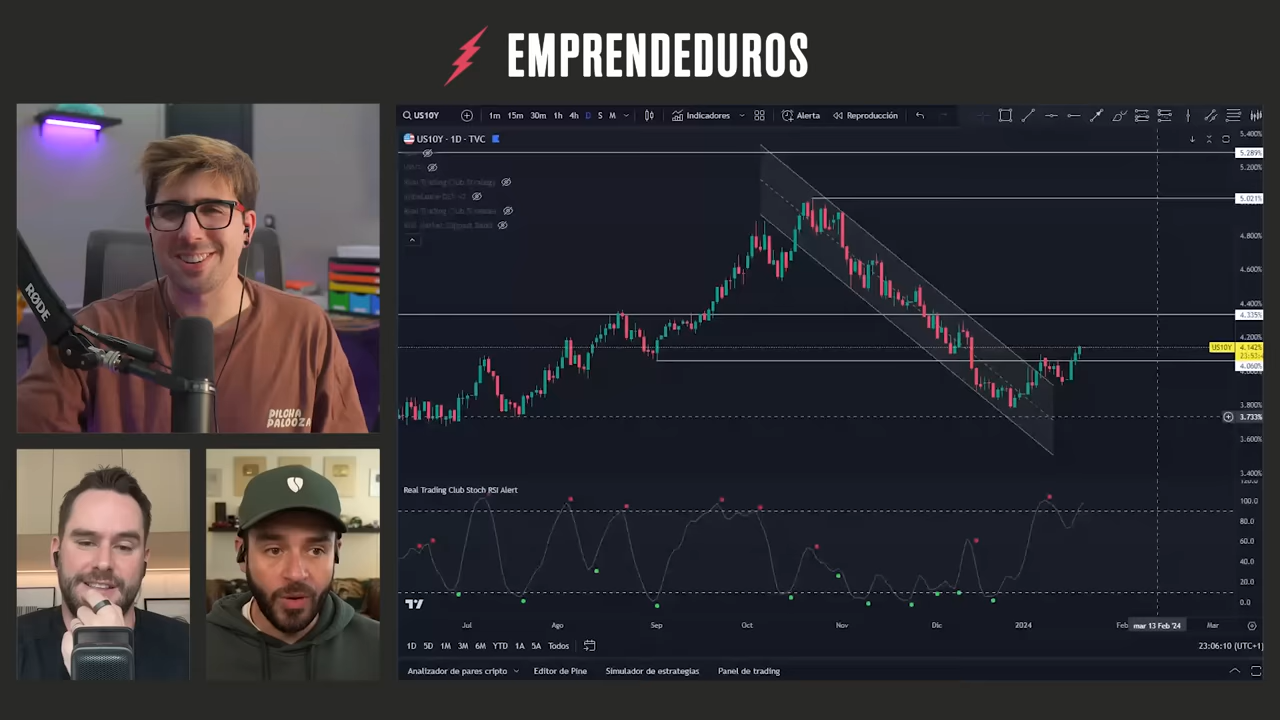 EMPRENDEDUROS
US10Y
1m 15m 30m 1h 4h D S M
Indicadores
Alerta
Reproducción
US10Y · 1D · TVC
5.400%
5.289%
5.200%
5.021%
4.800%
4.600%
4.400%
4.335%
4.200%
US10Y 4.142%
4.060%
3.800%
3.733%
3.600%
3.400%
RØDE
PILCHA
PALOOZA
Real Trading Club Stoch RSI Alert
100.0
80.0
60.0
40.0
20.0
0.0
Jul Ago Sep Oct Nov Dic 2024 Feb mar 13 Feb '24 Mar
1D 5D 1M 3M 6M YTD 1A 5A Todos
23:06:10 (UTC+1)
Analizador de pares cripto Editor de Pine Simulador de estrategias Panel de trading